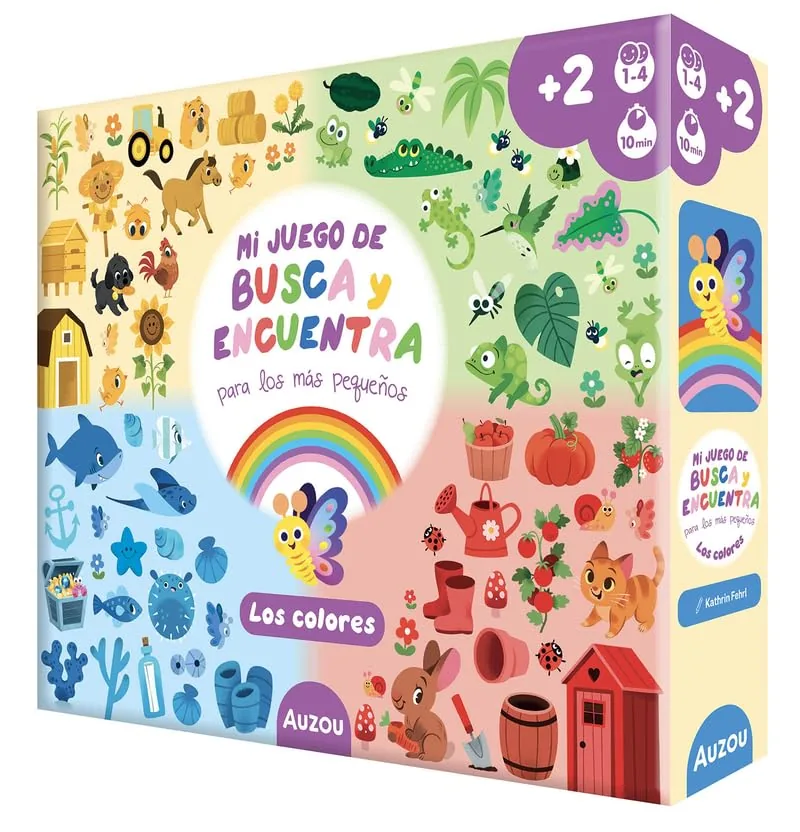 +2
1-4
10 min
MI JUEGO DE
BUSCA y
ENCUENTRA
para los más pequeños
Los colores
AUZOU
1-4
+2
10 min
MI JUEGO DE
BUSCA y
ENCUENTRA
para los más pequeños
Los colores
Kathrin Fehrl
AUZOU